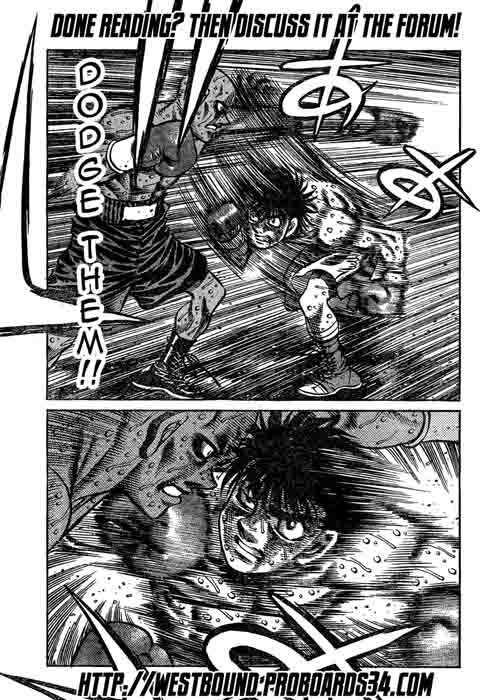 DONE READING? THEN DISCUSS IT AT THE FORUM!
DODGE
THEM!!
HTTP://WESTBOUND.PROBOARDS34.COM